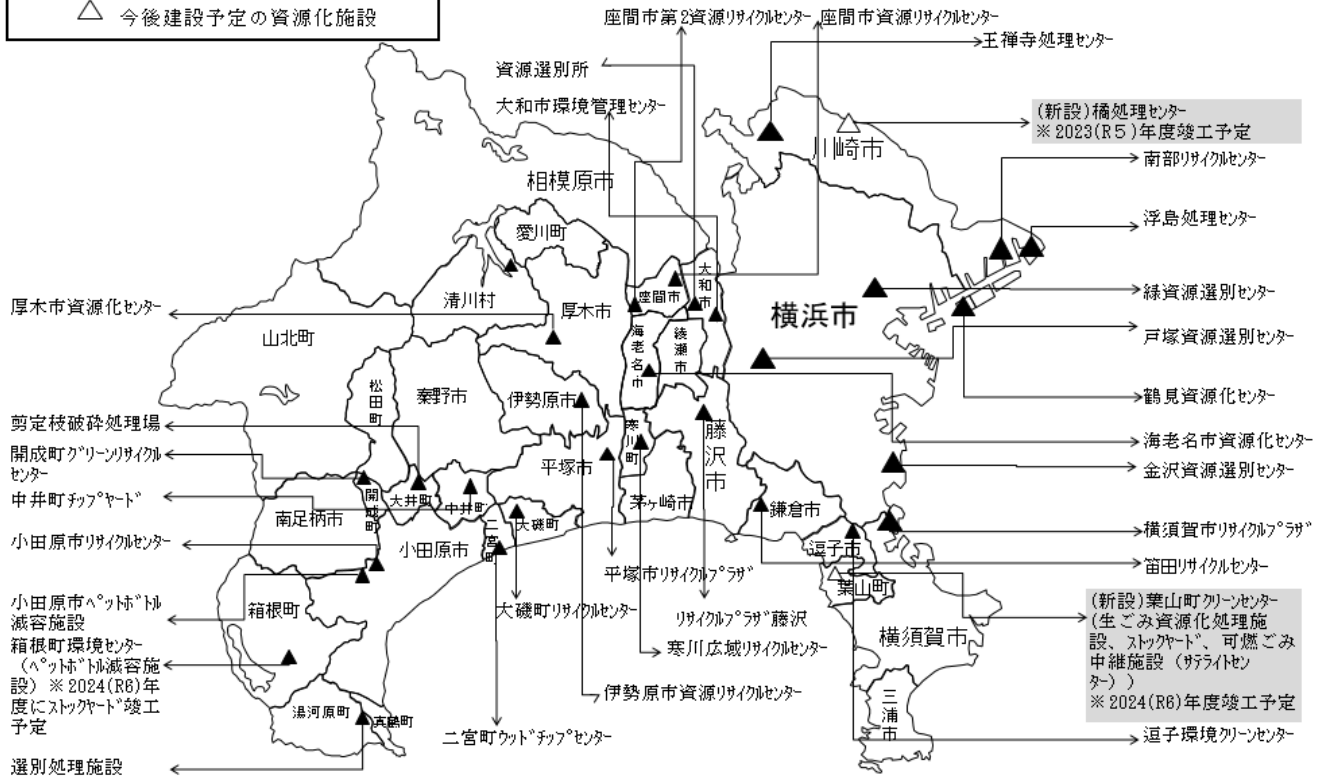 △ 今後建設予定の資源化施設
座間市第2資源リサイクルセンター
座間市資源リサイクルセンター
王禅寺処理センター
資源選別所
大和市環境管理センター
(新設)橘処理センター
※2023(R5)年度竣工予定
川崎市
南部リサイクルセンター
相模原市
浮島処理センター
愛川町
大和市
清川村
座間市
緑資源選別センター
厚木市資源化センター
厚木市
横浜市
山北町
海老名市
綾瀬市
戸塚資源選別センター
松田町
秦野市
伊勢原市
鶴見資源化センター
剪定枝破砕処理場
寒川町
藤沢市
海老名市資源化センター
開成町グリーンリサイクル
センター
平塚市
金沢資源選別センター
中井町チップヤード
開成町
大井町
中井町
茅ヶ崎市
鎌倉市
南足柄市
二宮町
大磯町
横須賀市リサイクルプラザ
小田原市リサイクルセンター
小田原市
逗子市
笛田リサイクルセンター
平塚市リサイクルプラザ
葉山町
小田原市ペットボトル
減容施設
箱根町
大磯町リサイクルセンター
リサイクルプラザ藤沢
(新設)葉山町クリーンセンター
(生ごみ資源化処理施
設、ストックヤード、可燃ごみ
中継施設(サテライトセン
ター))
※2024(R6)年度竣工予定
横須賀市
箱根町環境センター
(ペットボトル減容施
設)※2024(R6)年
度にストックヤード竣工
予定
寒川広域リサイクルセンター
伊勢原市資源リサイクルセンター
湯河原町
真鶴町
三浦市
二宮町ウッドチップセンター
逗子環境クリーンセンター
選別処理施設